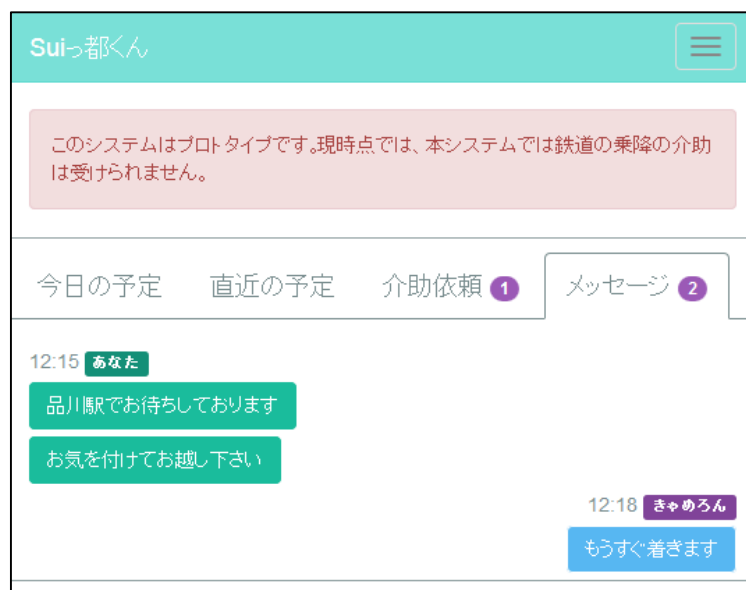 Suiっ都くん
このシステムはプロトタイプです。現時点では、本システムでは鉄道の乗降の介助
は受けられません。
今日の予定 直近の予定 介助依頼 1 メッセージ 2
12:15 あなた
品川駅でお待ちしております
お気を付けてお越し下さい
12:18 きゃめろん
もうすぐ着きます